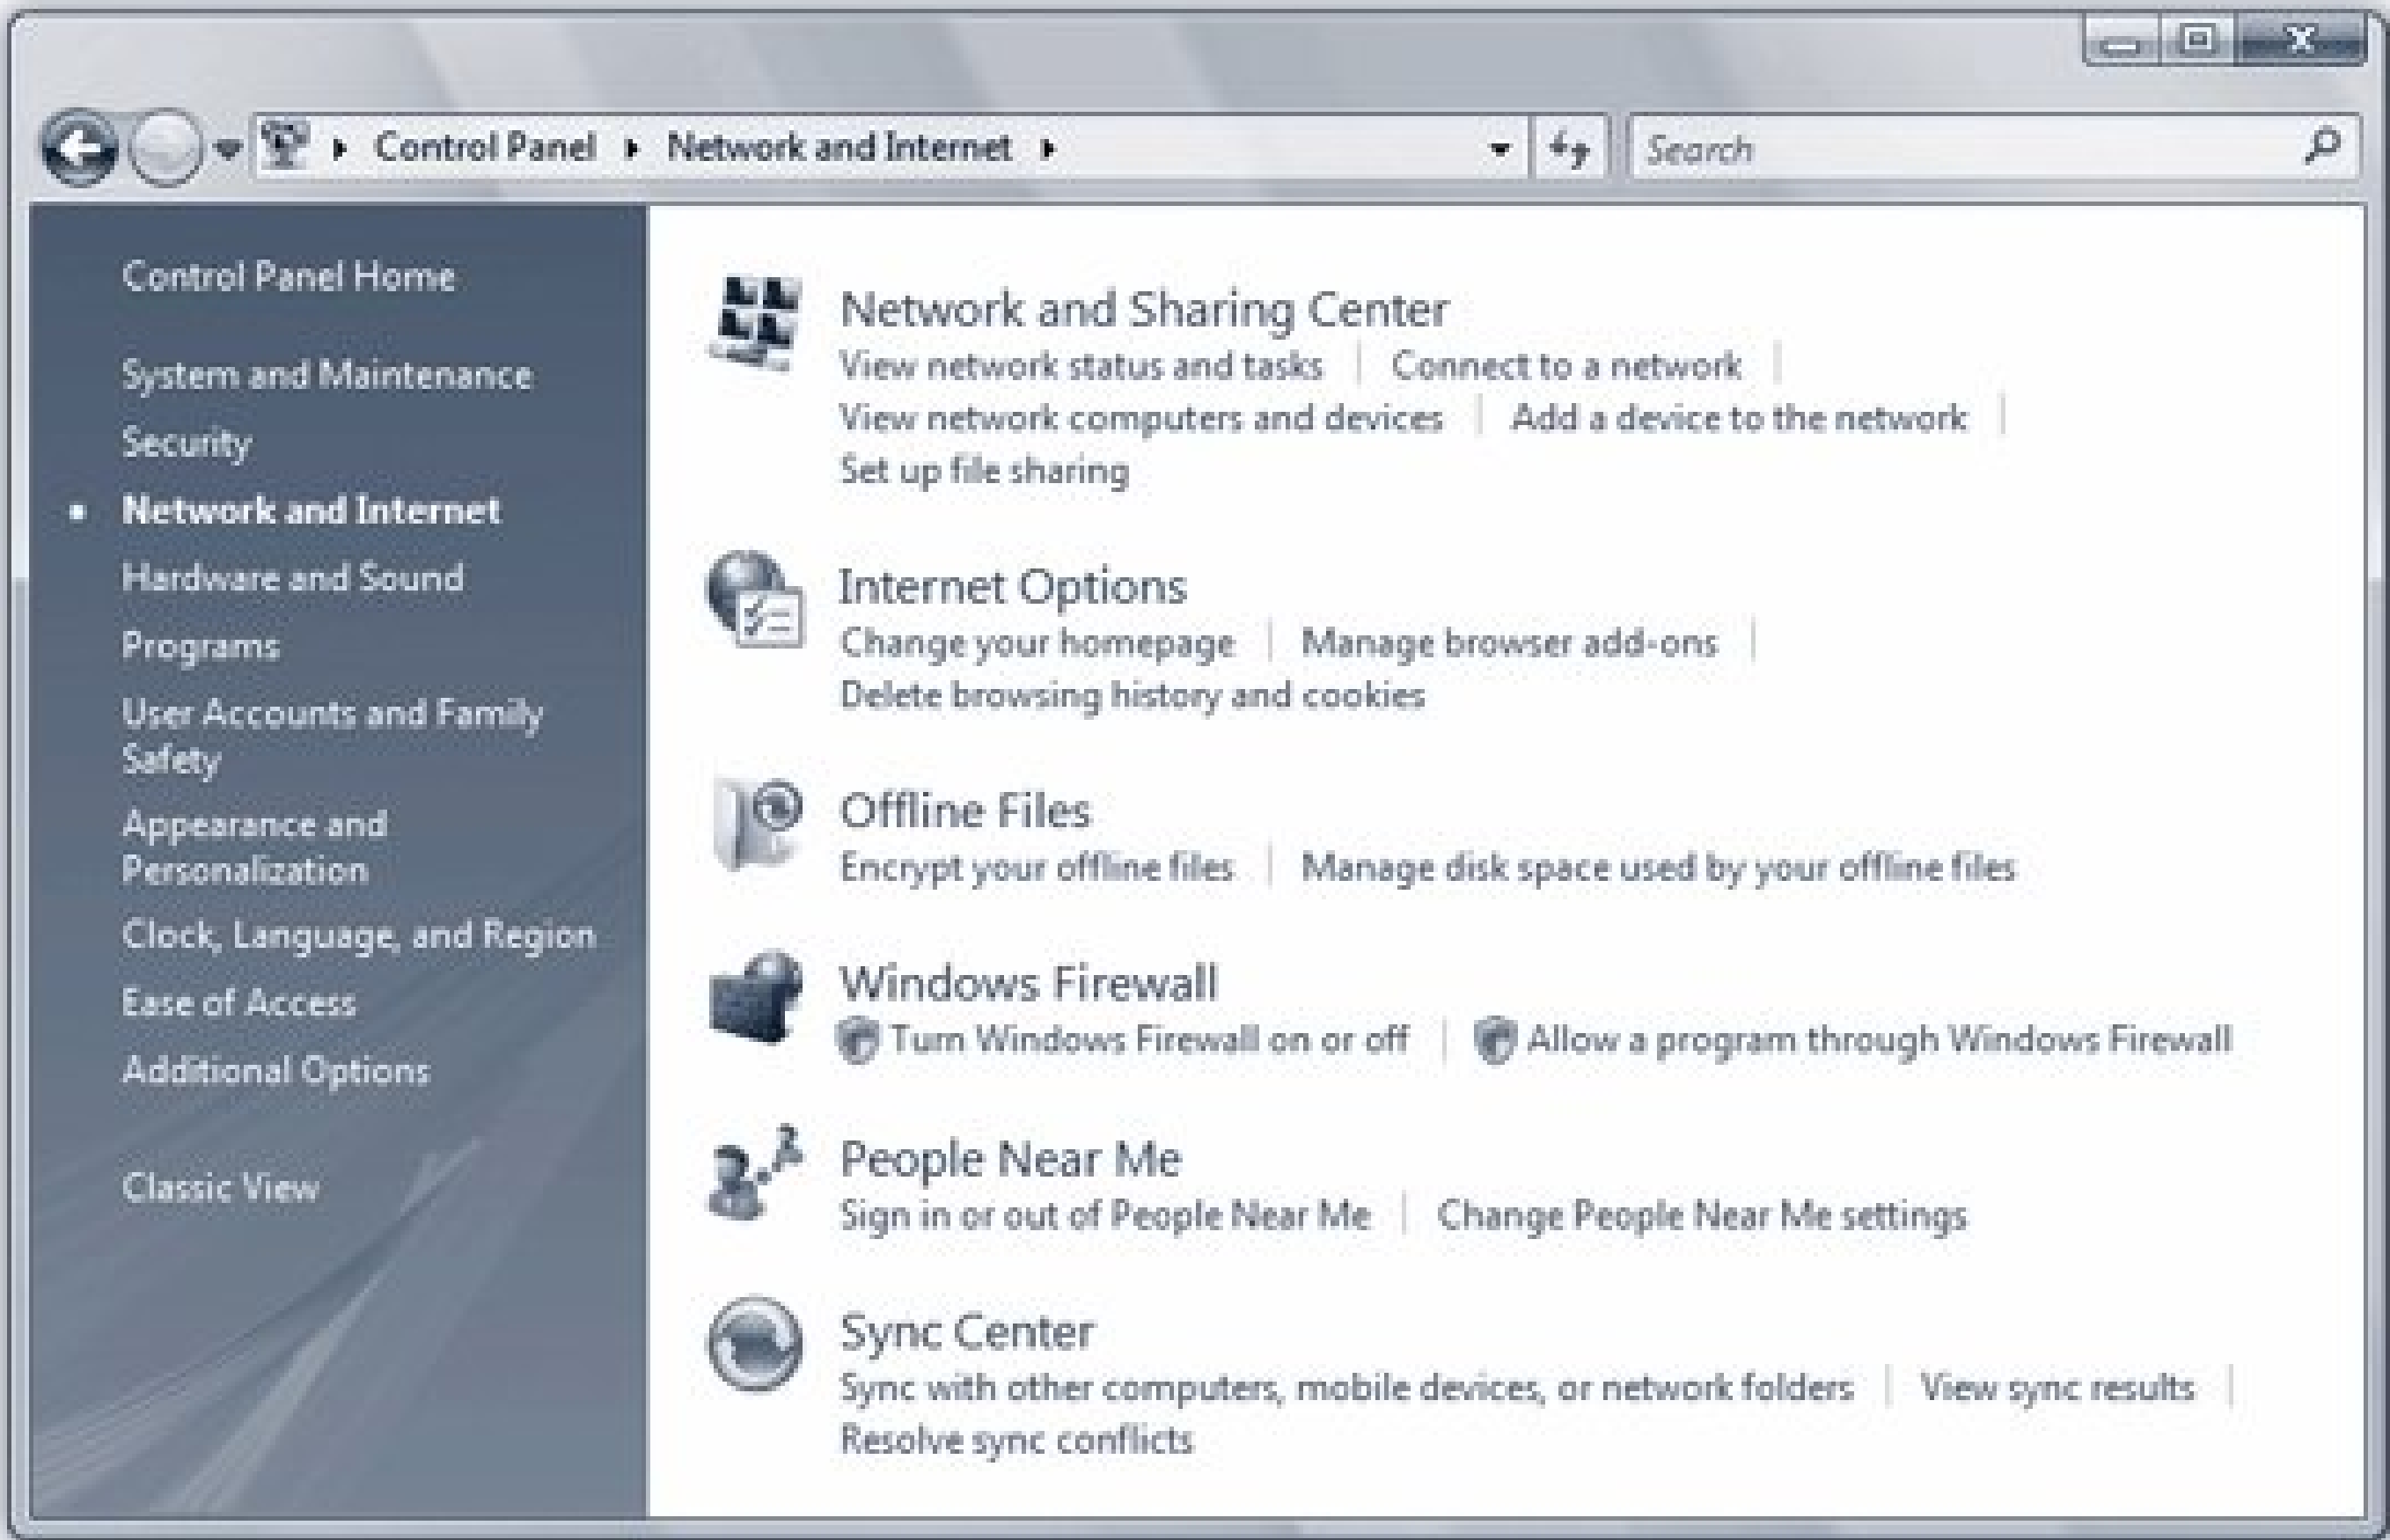 Control Panel Network and Internet Search
Control Panel Home
System and Maintenance
Security
Network and Internet
Hardware and Sound
Programs
User Accounts and Family
Safety
Appearance and
Personalization
Clock, Language, and Region
Ease of Access
Additional Options
Classic View
Network and Sharing Center
View network status and tasks Connect to a network
View network computers and devices Add a device to the network
Set up file sharing
Internet Options
Change your homepage Manage browser add-ons
Delete browsing history and cookies
Offline Files
Encrypt your offline files Manage disk space used by your offline files
Windows Firewall
Turn Windows Firewall on or off Allow a program through Windows Firewall
People Near Me
Sign in or out of People Near Me Change People Near Me settings
Sync Center
Sync with other computers, mobile devices, or network folders View sync results
Resolve sync conflicts